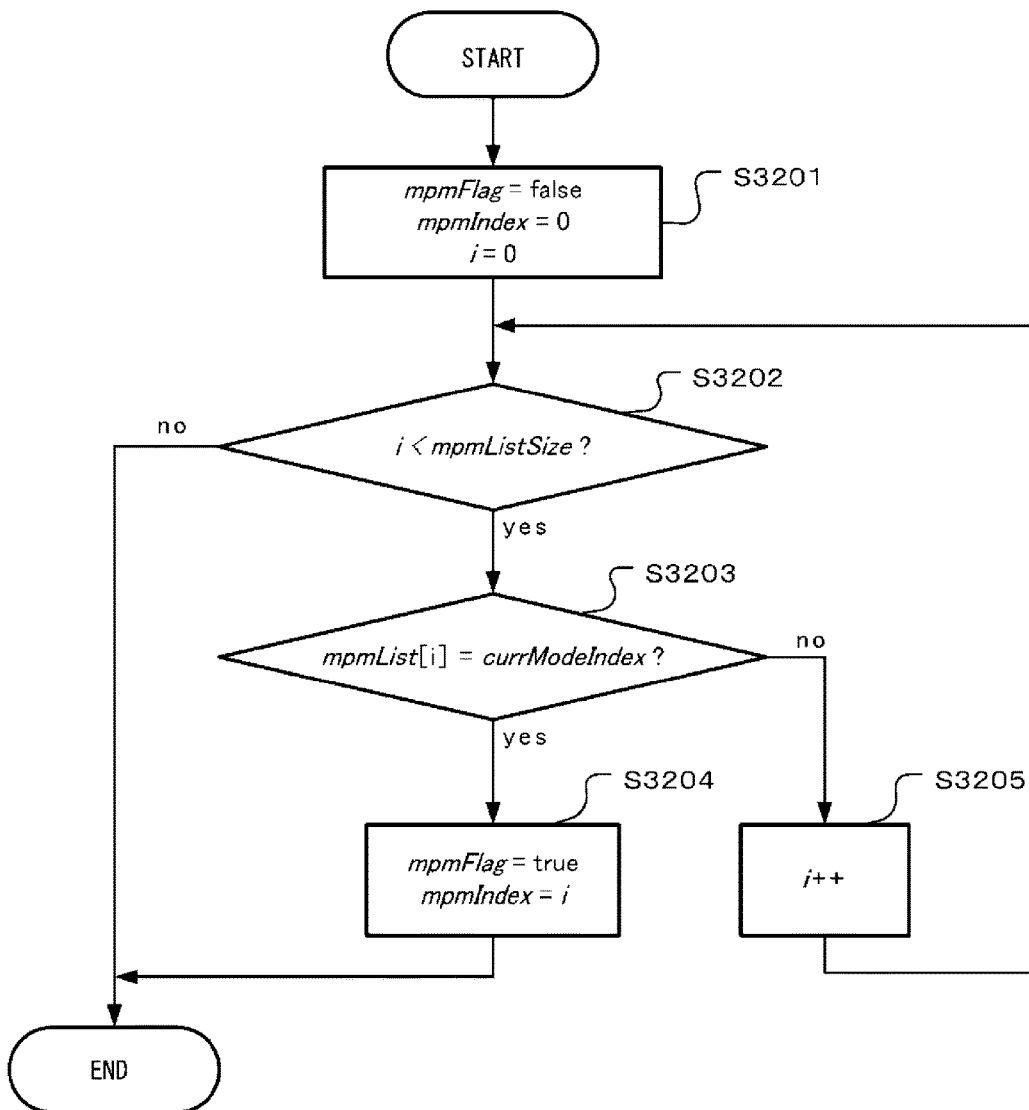 START
S3201
mpmFlag = false
mpmIndex = 0
i = 0
S3202
no
i < mpmListSize ?
yes
S3203
mpmList[i] = currModeIndex ?
no
yes
S3204
S3205
mpmFlag = true
mpmIndex = i
i++
END